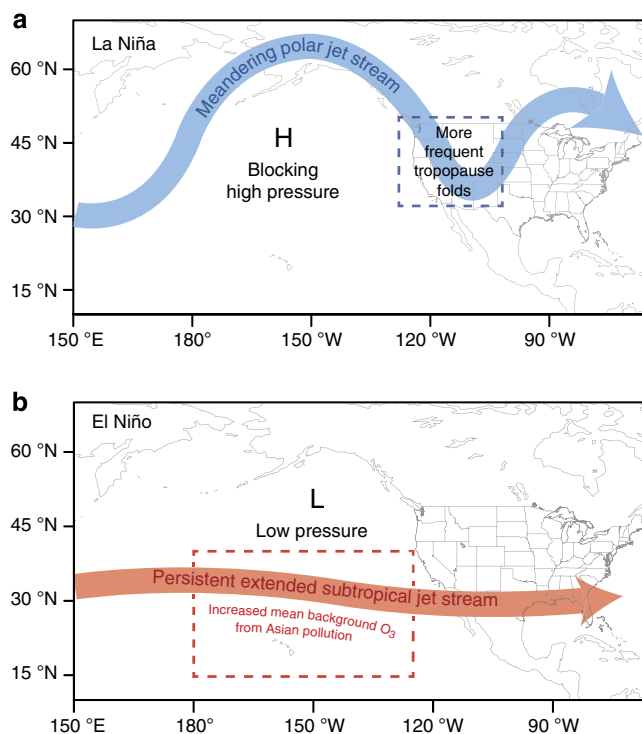 a
La Niña
60 °N
45 °N
30 °N
15 °N
Meandering polar jet stream
H
Blocking
high pressure
More
frequent
tropopause
folds
150 °E
180°
150 °W
120 °W
90 °W
b
El Niño
60 °N
45 °N
30 °N
15 °N
L
Low pressure
Persistent extended subtropical jet stream
Increased mean background O₃
from Asian pollution
150 °E
180°
150 °W
120 °W
90 °W